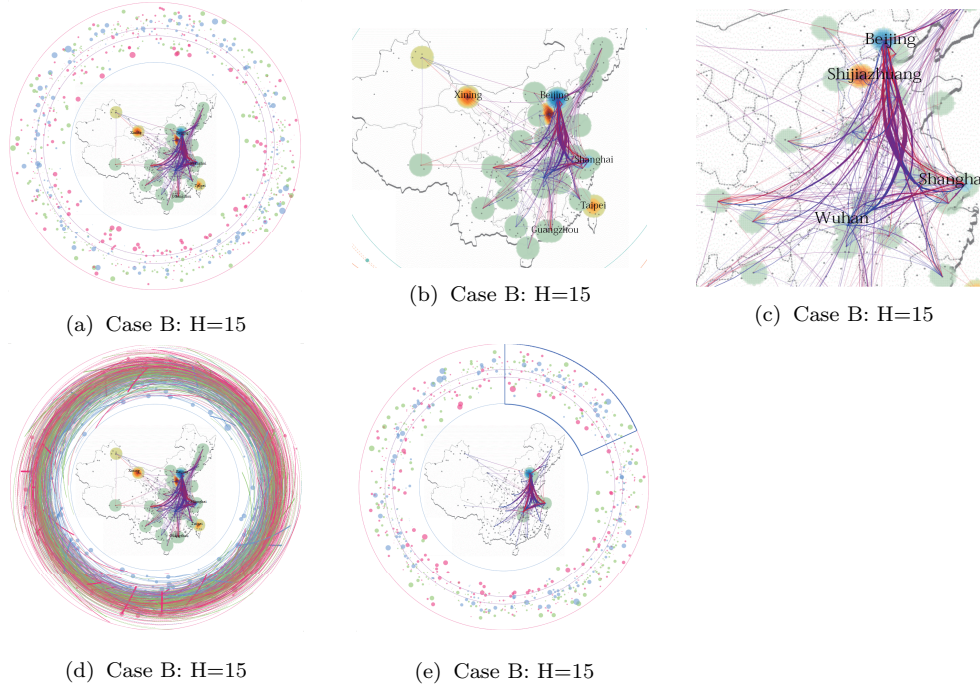 Xining
Beijing
Shanghai
Taipei
Guangzhou
Beijing
Shijiazhuang
Shangha
Wuhan
(a) Case B: H=15
(b) Case B: H=15
(c) Case B: H=15
(d) Case B: H=15
(e) Case B: H=15